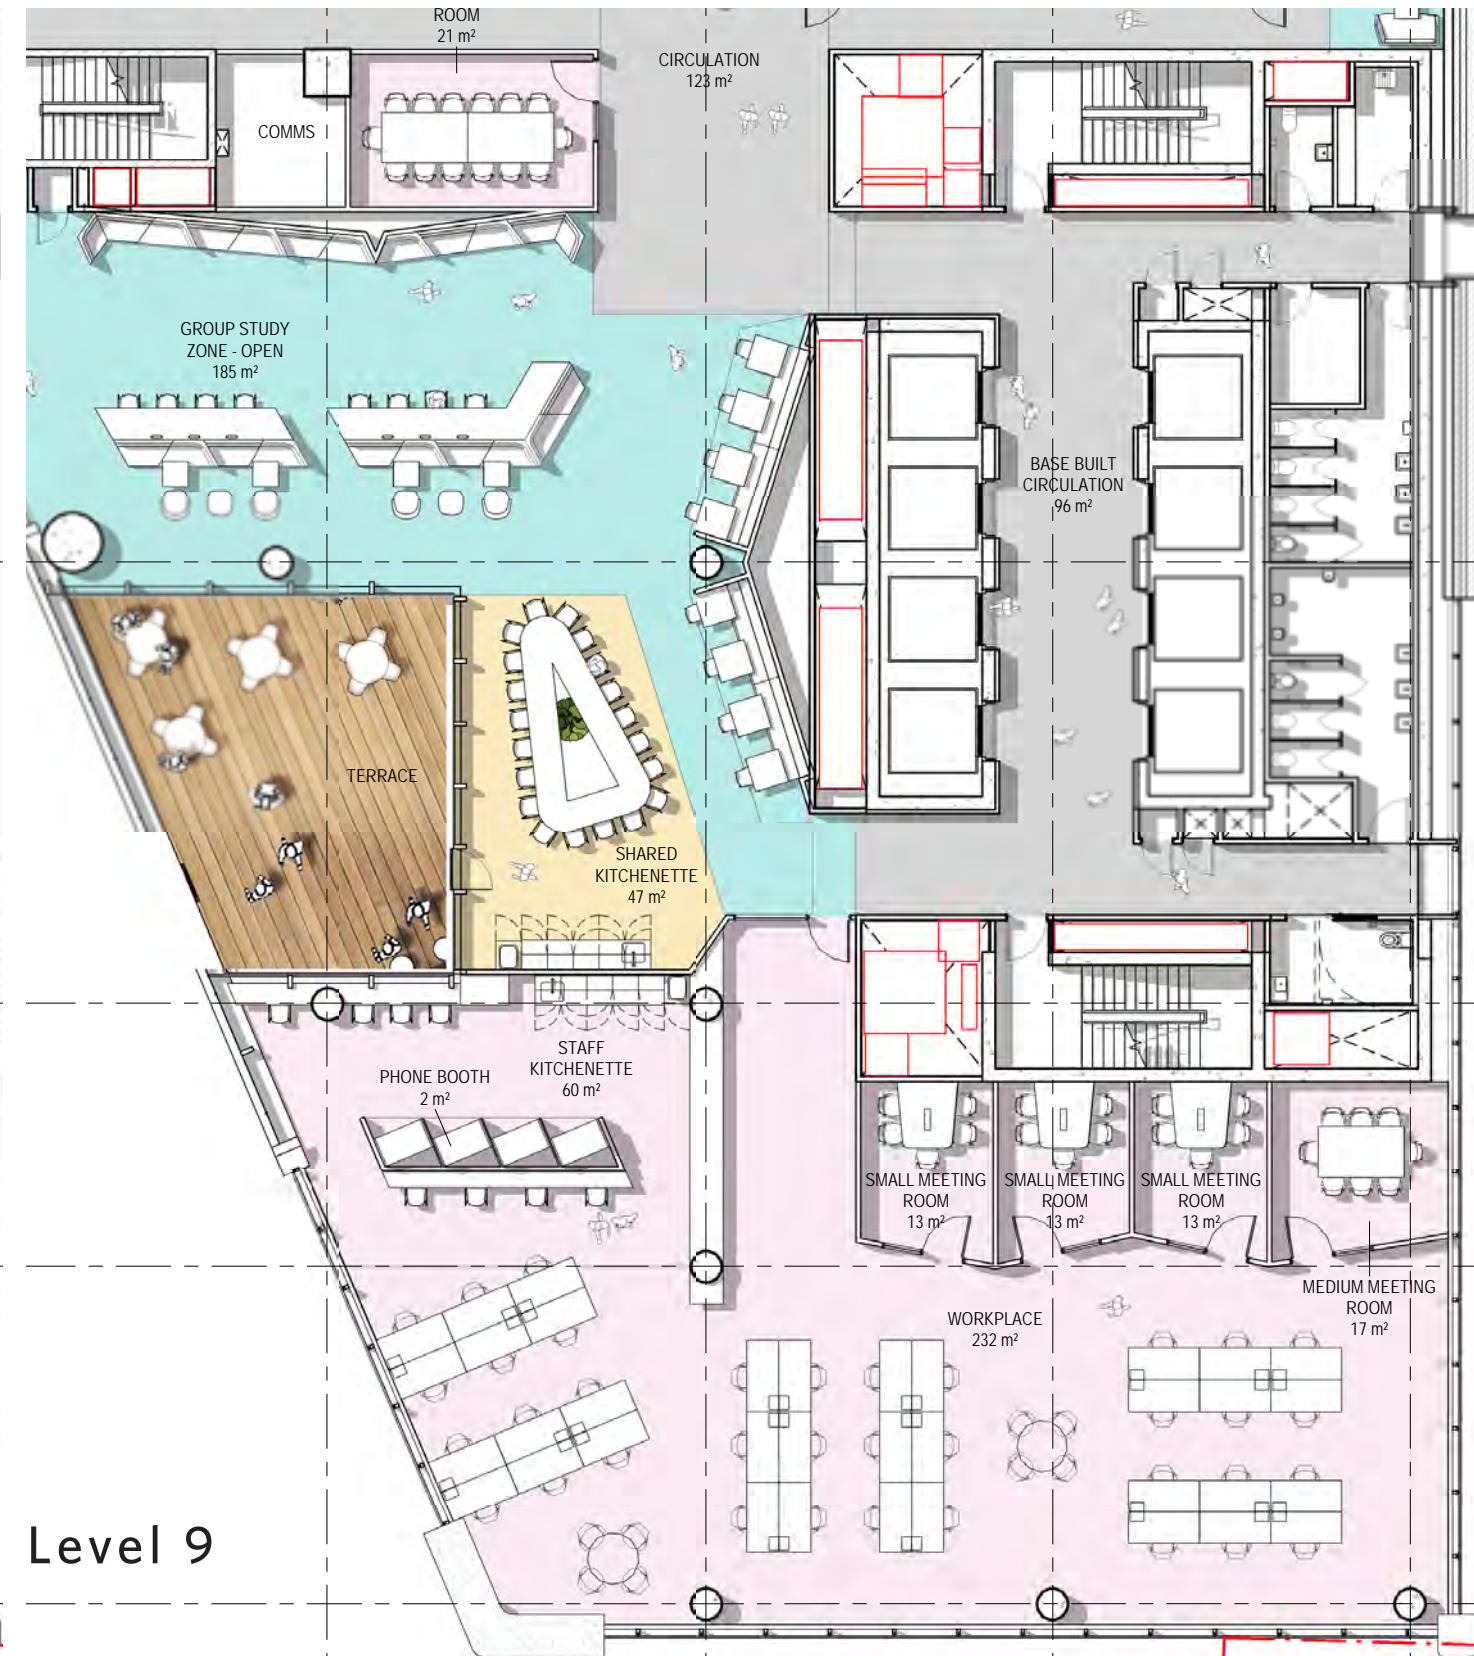 ROOM
21 m²
CIRCULATION
123 m²
COMMS
GROUP STUDY
ZONE - OPEN
185 m²
BASE BUILT
CIRCULATION
96 m²
TERRACE
SHARED
KITCHENETTE
47 m²
STAFF
KITCHENETTE
60 m²
PHONE BOOTH
2 m²
SMALL MEETING
ROOM
13 m²
SMALL MEETING
ROOM
13 m²
SMALL MEETING
ROOM
13 m²
MEDIUM MEETING
ROOM
17 m²
WORKPLACE
232 m²
Level 9